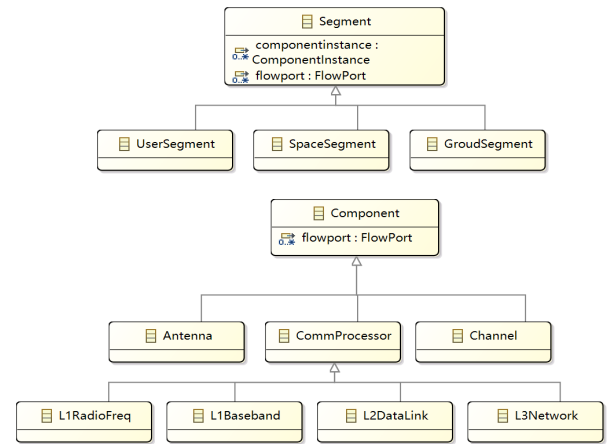 Segment
componentinstance :
0..* ComponentInstance
0..* flowport : FlowPort
UserSegment
SpaceSegment
GroudSegment
Component
0..* flowport : FlowPort
Antenna
CommProcessor
Channel
L1RadioFreq
L1Baseband
L2DataLink
L3Network